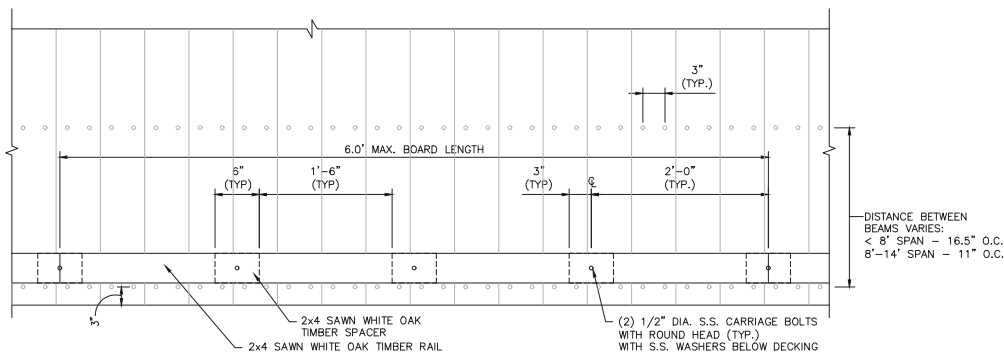 3"
(TYP.)
6.0' MAX. BOARD LENGTH
6"
(TYP)
1'-6"
(TYP)
3"
(TYP)
℄
2'-0"
(TYP.)
DISTANCE BETWEEN
BEAMS VARIES:
< 8' SPAN - 16.5" O.C.
8'-14' SPAN - 11" O.C.
3"
2x4 SAWN WHITE OAK
TIMBER SPACER
2x4 SAWN WHITE OAK TIMBER RAIL
(2) 1/2" DIA. S.S. CARRIAGE BOLTS
WITH ROUND HEAD (TYP.)
WITH S.S. WASHERS BELOW DECKING